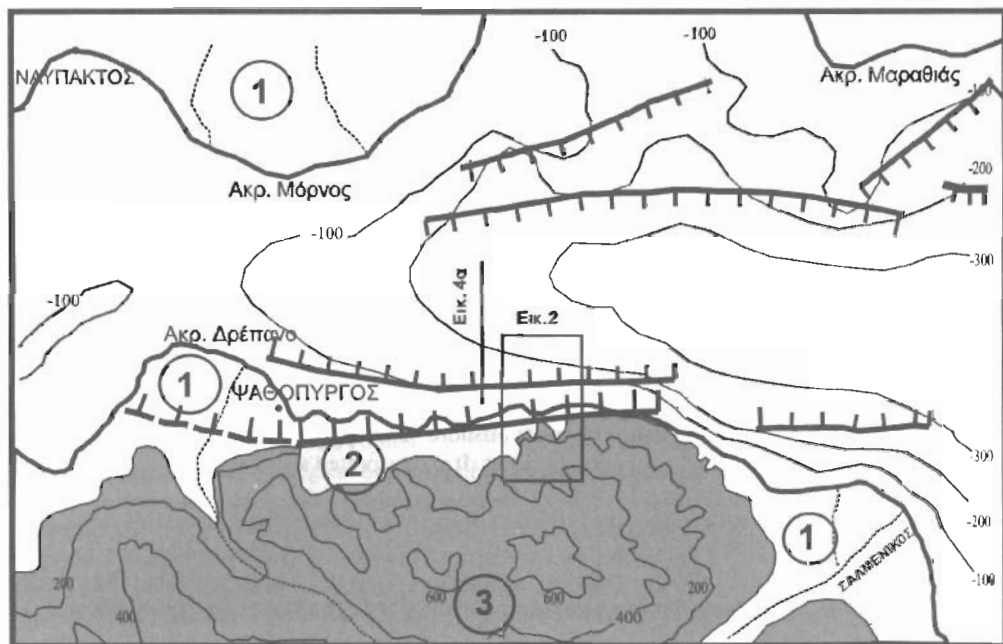 -100
-100
-100
ΝΑΥΠΑΚΤΟΣ
1
Ακρ. Μαραθιάς
-200
Ακρ. Μόρνος
-100
-300
-100
Εικ. 4α
Εικ.2
Ακρ. Δρέπανο
1
ΨΑΘΟΠΥΡΓΟΣ
2
-300
-200
1
ΣΑΛΜΕΝΙΚΟΣ
-100
200
400
600
3
600
400
200